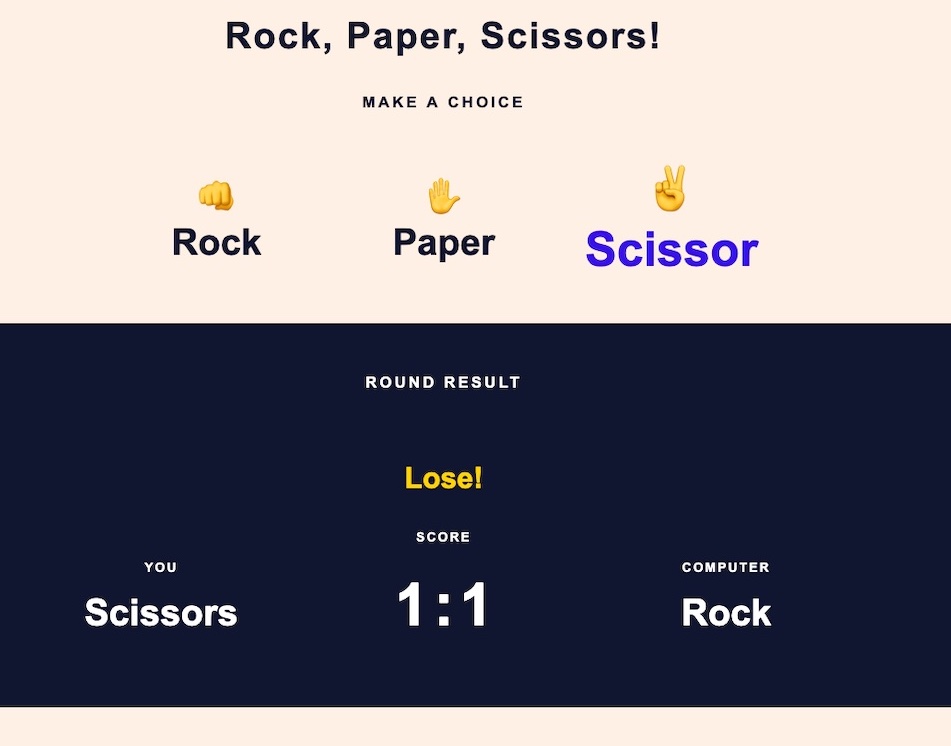 Rock, Paper, Scissors!
MAKE A CHOICE
Rock
Paper
Scissor
ROUND RESULT
Lose!
SCORE
YOU
Scissors
1:1
COMPUTER
Rock